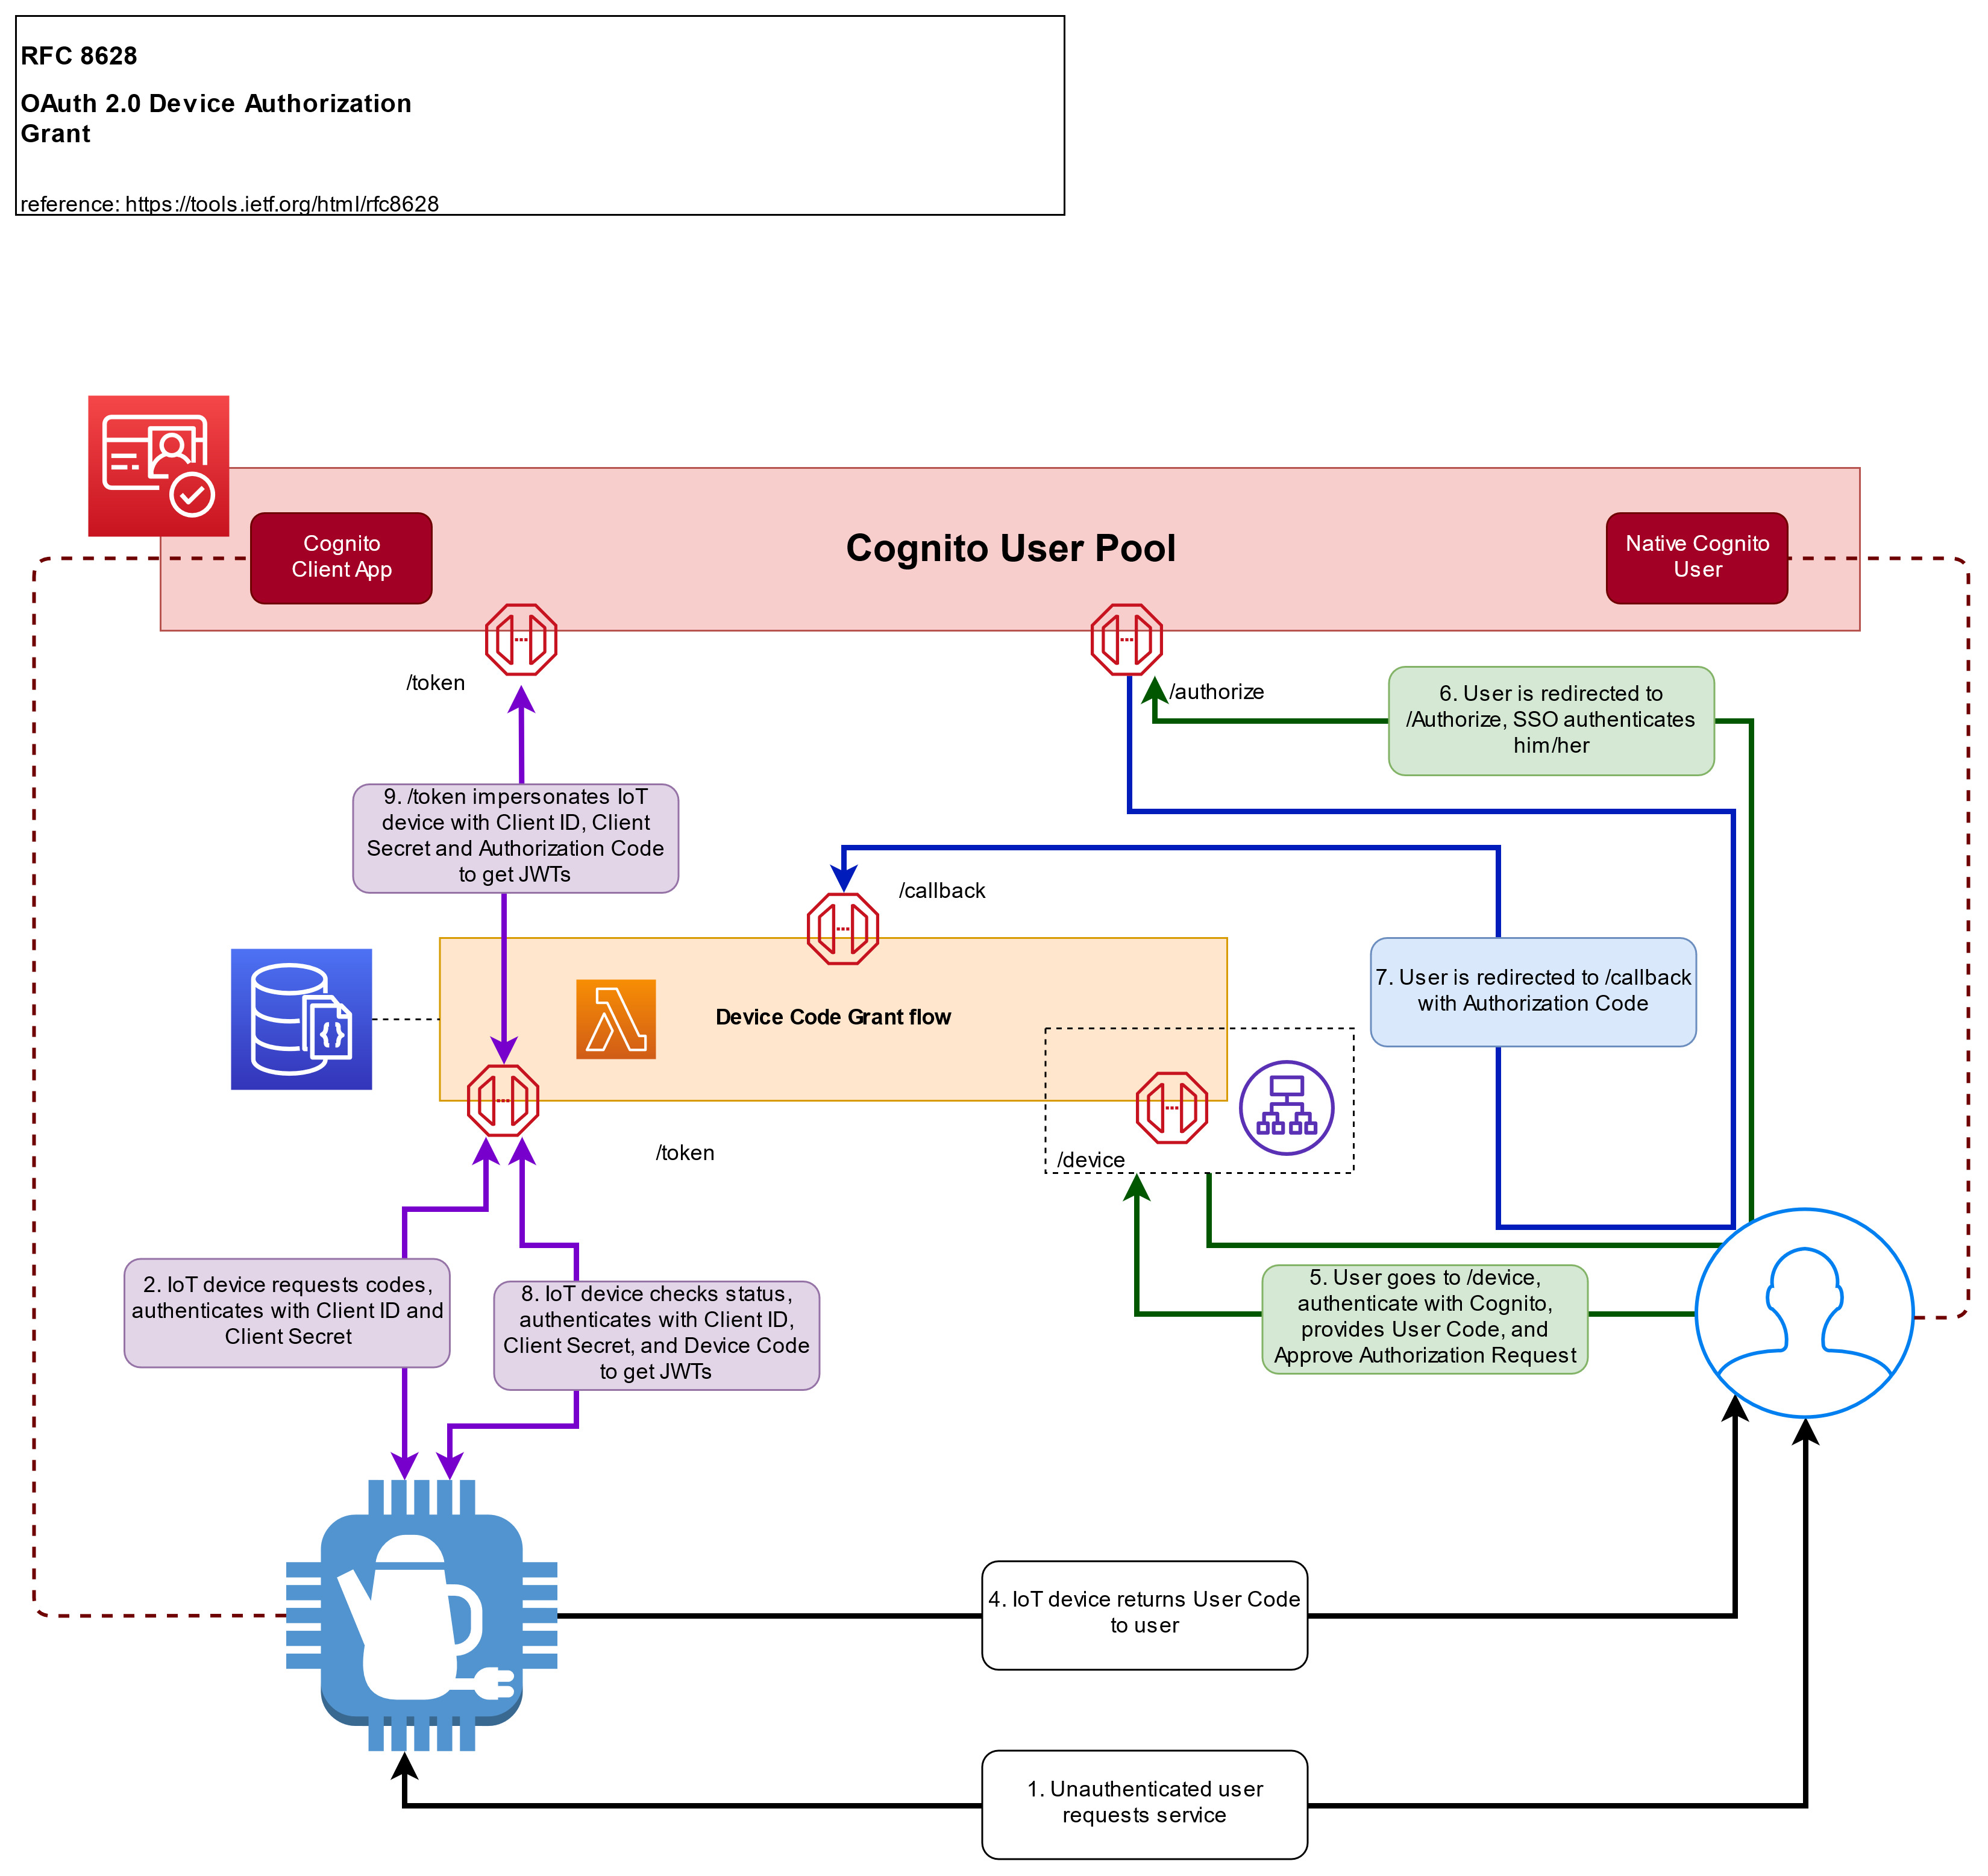 RFC 8628
OAuth 2.0 Device Authorization
Grant
reference: https://tools.ietf.org/html/rfc8628
Cognito
Client App
Cognito User Pool
Native Cognito
User
/token
/authorize
6. User is redirected to
/Authorize, SSO authenticates
him/her
9. /token impersonates IoT
device with Client ID, Client
Secret and Authorization Code
to get JWTs
/callback
7. User is redirected to /callback
with Authorization Code
Device Code Grant flow
/token
/device
2. IoT device requests codes,
authenticates with Client ID and
Client Secret
8. IoT device checks status,
authenticates with Client ID,
Client Secret, and Device Code
to get JWTs
5. User goes to /device,
authenticate with Cognito,
provides User Code, and
Approve Authorization Request
4. IoT device returns User Code
to user
1. Unauthenticated user
requests service